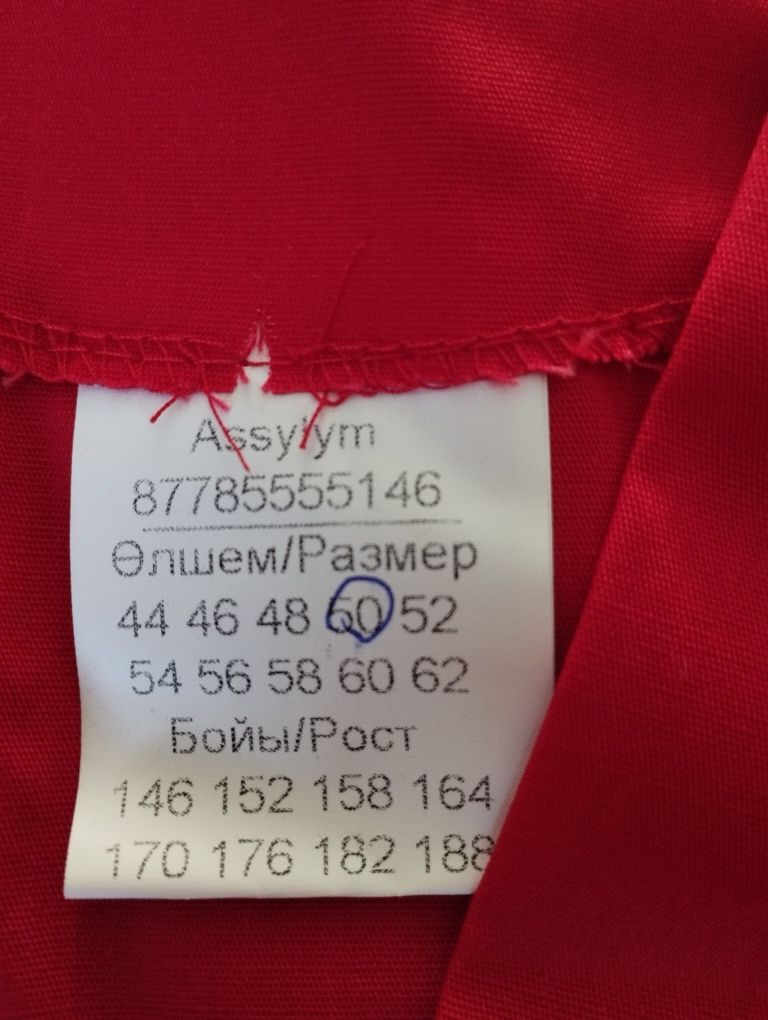 Assylym
87785555146
Өлшем/Размер
44 46 48 50 52
54 56 58 60 62
Бойы/Рост
146 152 158 164
170 176 182 188